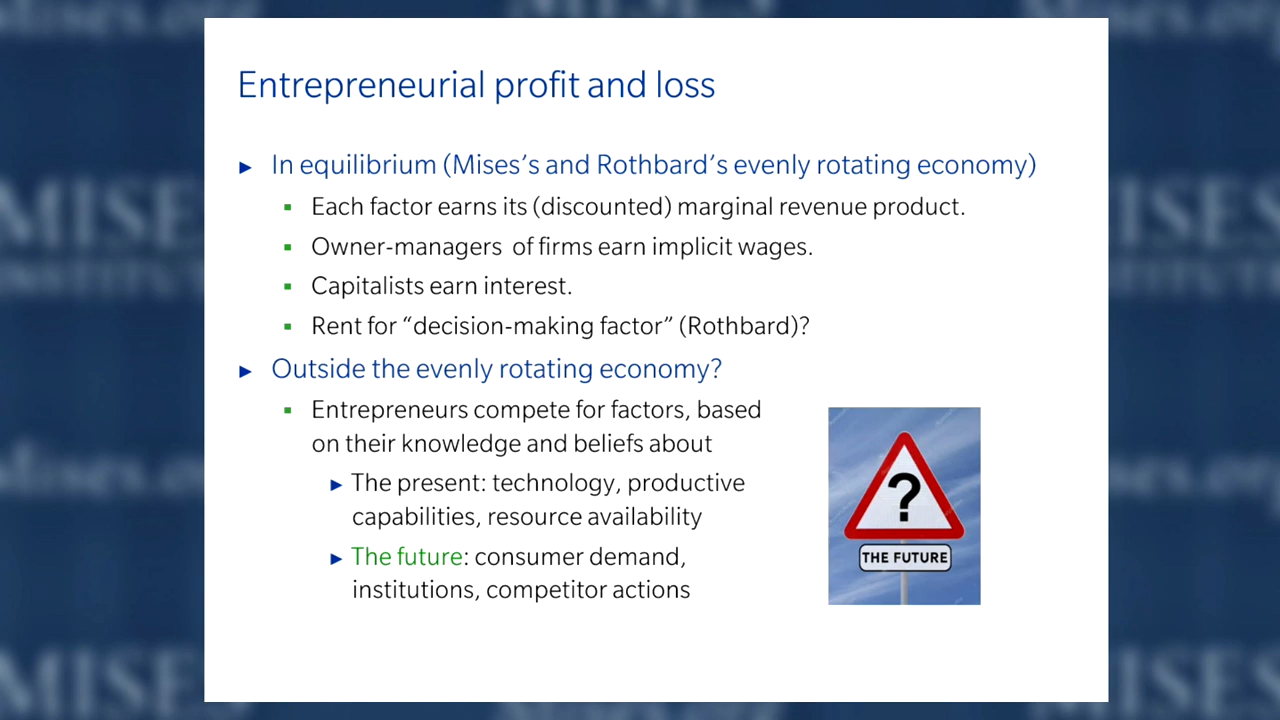 Entrepreneurial profit and loss
► In equilibrium (Mises’s and Rothbard’s evenly rotating economy)
▪ Each factor earns its (discounted) marginal revenue product.
▪ Owner-managers of firms earn implicit wages.
▪ Capitalists earn interest.
▪ Rent for “decision-making factor” (Rothbard)?
► Outside the evenly rotating economy?
▪ Entrepreneurs compete for factors, based
on their knowledge and beliefs about
► The present: technology, productive
capabilities, resource availability
► The future: consumer demand,
institutions, competitor actions
?
THE FUTURE